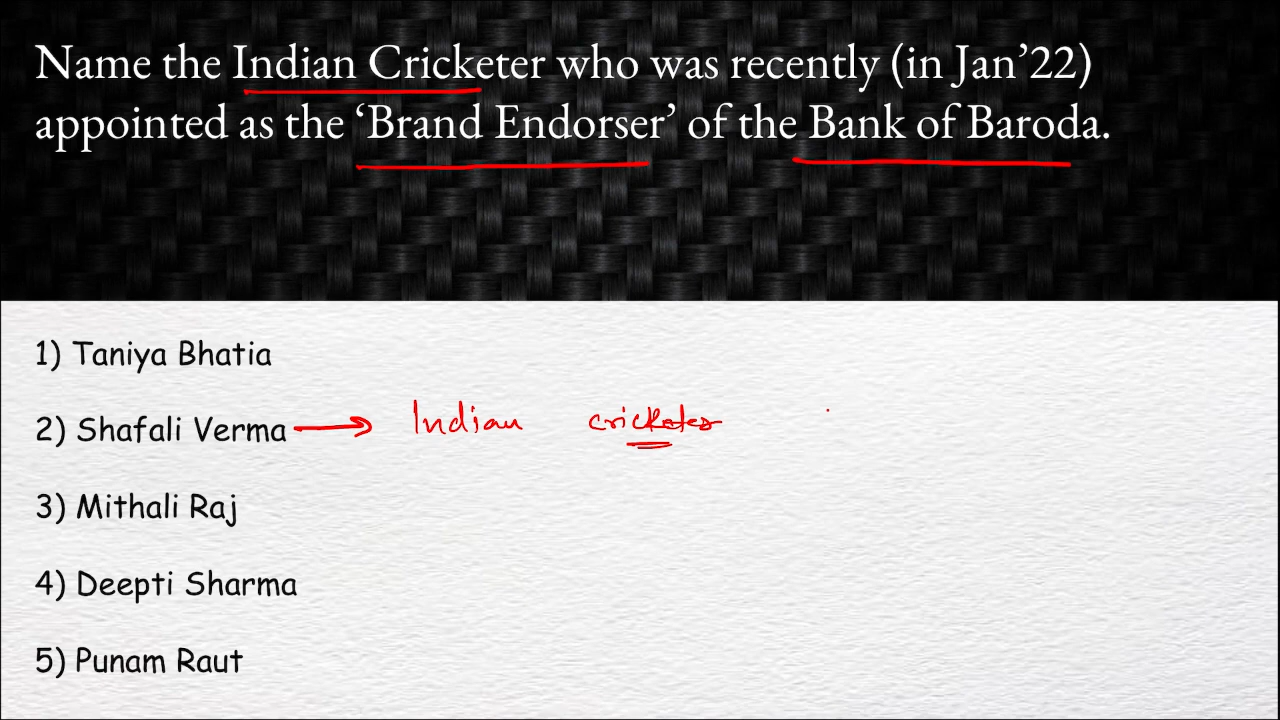 Name the Indian Cricketer who was recently (in Jan’22)
appointed as the ‘Brand Endorser’ of the Bank of Baroda.
1) Taniya Bhatia
2) Shafali Verma → Indian cricketer
3) Mithali Raj
4) Deepti Sharma
5) Punam Raut